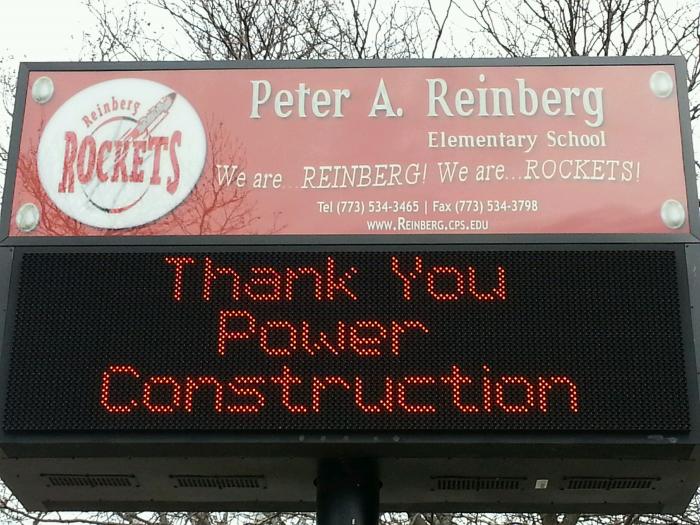 Reinberg
ROCKETS
Peter A. Reinberg
Elementary School
We are...REINBERG! We are...ROCKETS!
Tel (773) 534-3465 | Fax (773) 534-3798
www.Reinberg.cps.edu
Thank You
Power
Construction